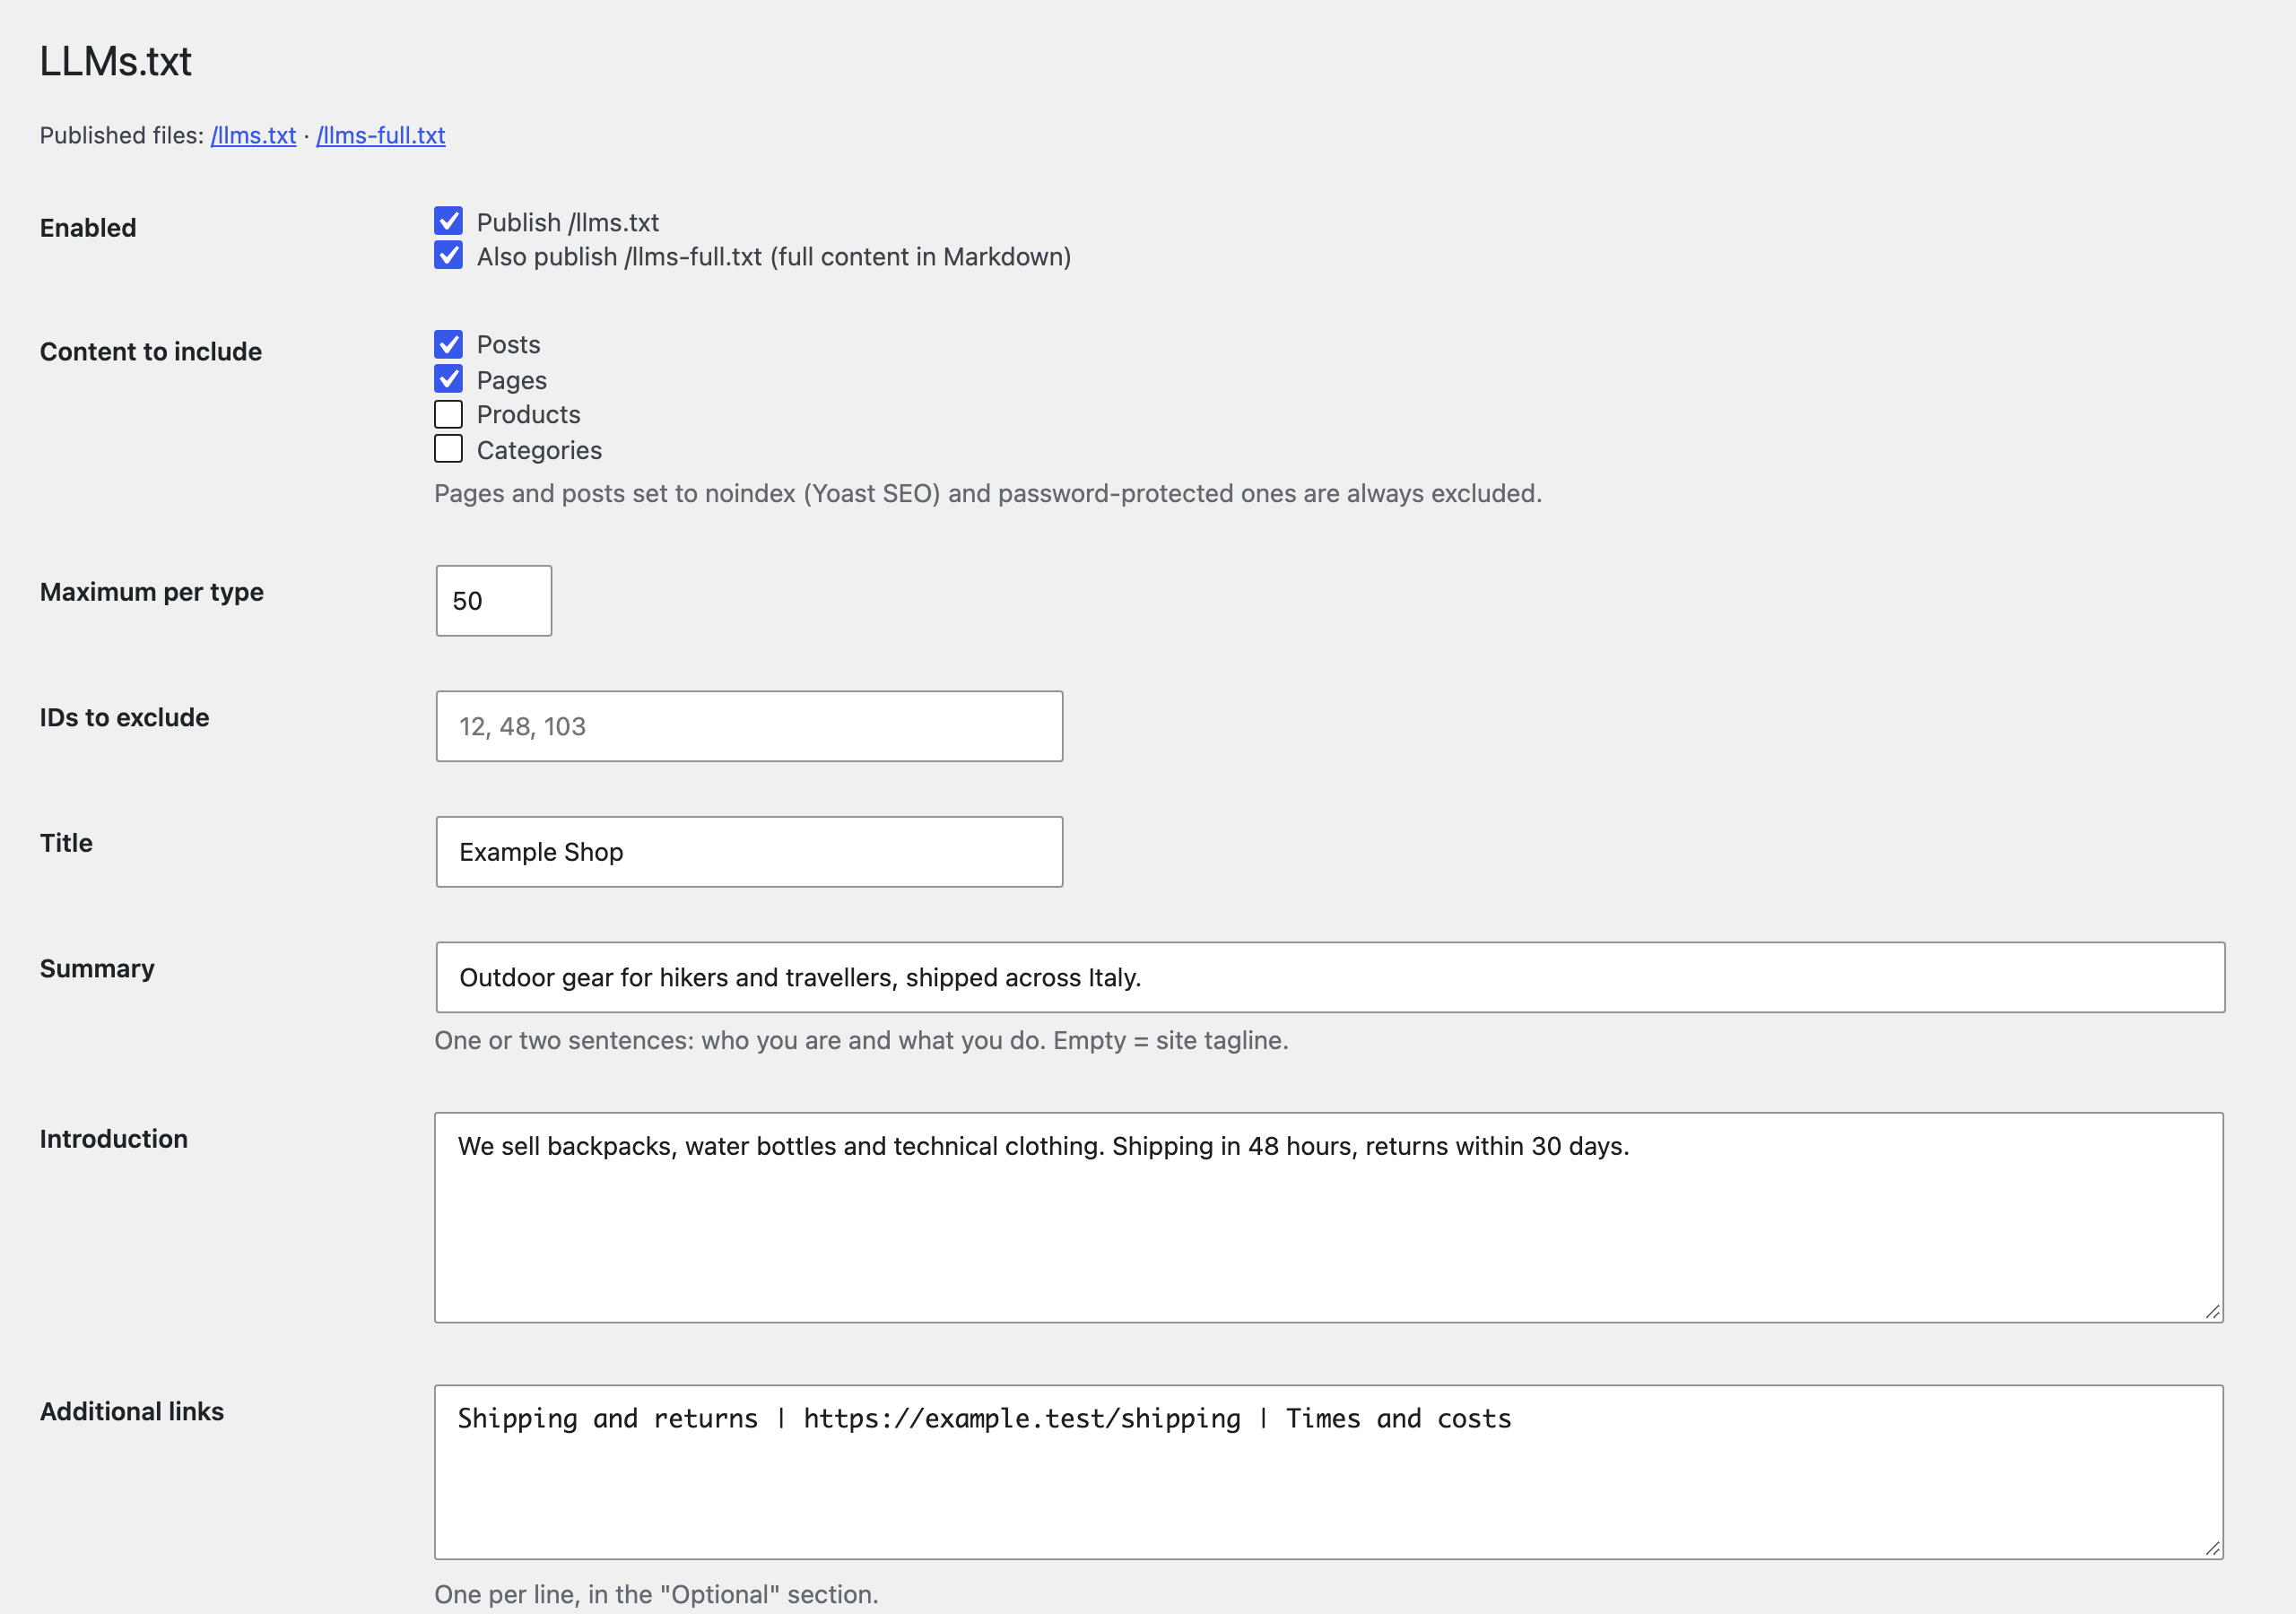 LLMs.txt
Published files: /llms.txt · /llms-full.txt
Enabled
Publish /llms.txt
Also publish /llms-full.txt (full content in Markdown)
Content to include
Posts
Pages
Products
Categories
Pages and posts set to noindex (Yoast SEO) and password-protected ones are always excluded.
Maximum per type
50
IDs to exclude
12, 48, 103
Title
Example Shop
Summary
Outdoor gear for hikers and travellers, shipped across Italy.
One or two sentences: who you are and what you do. Empty = site tagline.
Introduction
We sell backpacks, water bottles and technical clothing. Shipping in 48 hours, returns within 30 days.
Additional links
Shipping and returns | https://example.test/shipping | Times and costs
One per line, in the "Optional" section.